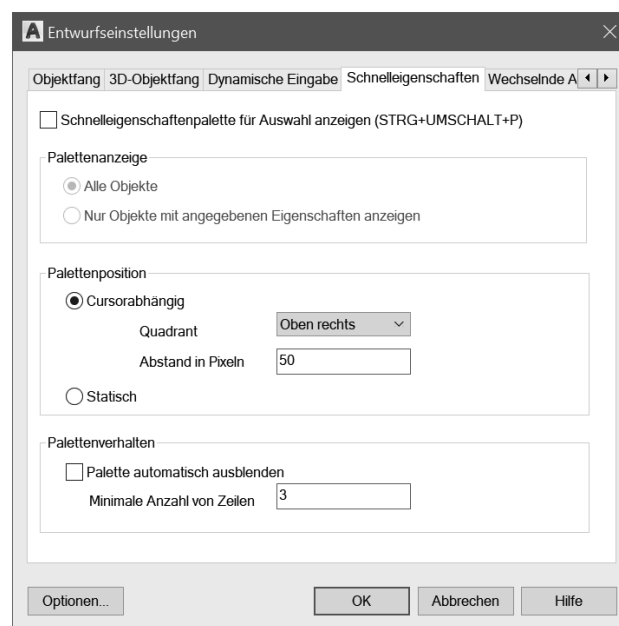 A Entwurfseinstellungen
Objektfang 3D-Objektfang Dynamische Eingabe Schnelleigenschaften Wechselnde A
Schnelleigenschaftenpalette für Auswahl anzeigen (STRG+UMSCHALT+P)
Palettenanzeige
Alle Objekte
Nur Objekte mit angegebenen Eigenschaften anzeigen
Palettenposition
Cursorabhängig
Quadrant Oben rechts
Abstand in Pixeln 50
Statisch
Palettenverhalten
Palette automatisch ausblenden
Minimale Anzahl von Zeilen 3
Optionen... OK Abbrechen Hilfe